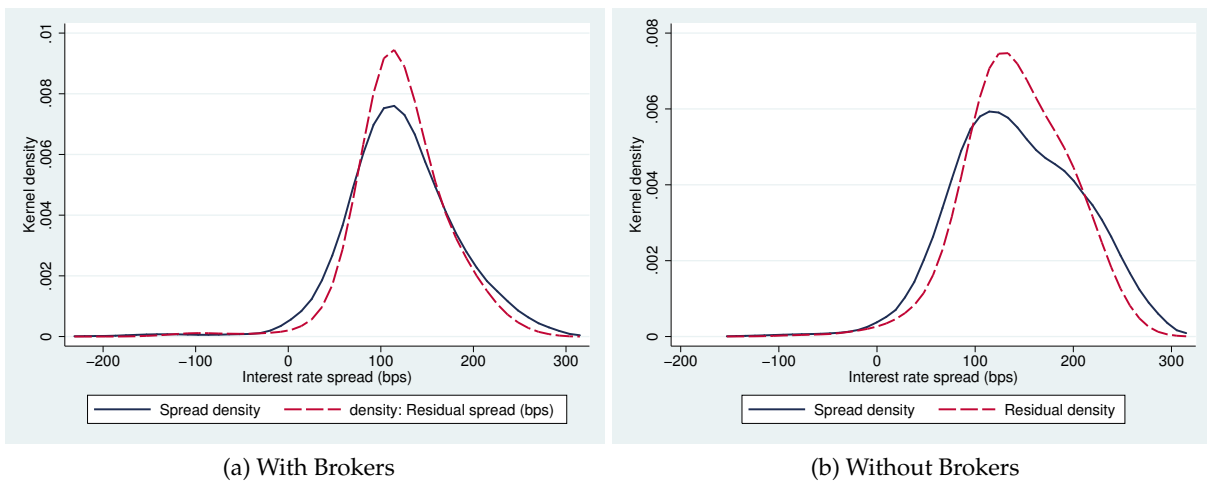 .01
.008
.006
.004
.002
0
Kernel density
−200 −100 0 100 200 300
Interest rate spread (bps)
Spread density density: Residual spread (bps)
(a) With Brokers
.008
.006
.004
.002
0
Kernel density
−200 −100 0 100 200 300
Interest rate spread (bps)
Spread density Residual density
(b) Without Brokers